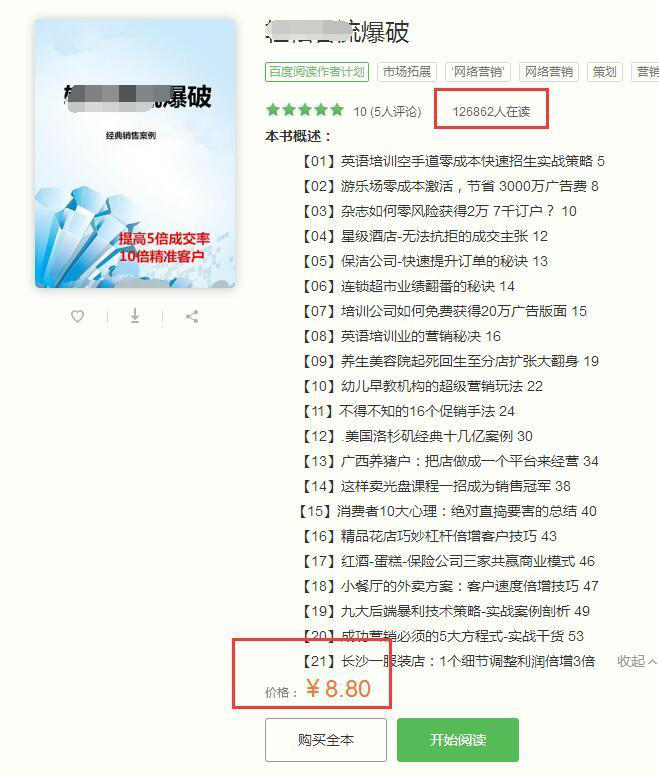 爆破
百度阅读作者计划 市场拓展 '网络营销' 网络营销 策划 营销
10 (5人评论) 126862人在读
本书概述：
【01】英语培训空手道零成本快速招生实战策略 5
【02】游乐场零成本激活，节省 3000万广告费 8
【03】杂志如何零风险获得2万 7千订户？ 10
【04】星级酒店-无法抗拒的成交主张 12
【05】保洁公司-快速提升订单的秘诀 13
【06】连锁超市业绩翻番的秘诀 14
【07】培训公司如何免费获得20万广告版面 15
【08】英语培训业的营销秘决 16
【09】养生美容院起死回生至分店扩张大翻身 19
【10】幼儿早教机构的超级营销玩法 22
【11】不得不知的16个促销手法 24
【12】.美国洛杉矶经典十几亿案例 30
【13】广西养猪户：把店做成一个平台来经营 34
【14】这样卖光盘课程一招成为销售冠军 38
【15】消费者10大心理：绝对直捣要害的总结 40
【16】精品花店巧妙杠杆倍增客户技巧 43
【17】红酒-蛋糕-保险公司三家共赢商业模式 46
【18】小餐厅的外卖方案：客户速度倍增技巧 47
【19】九大后端暴利技术策略-实战案例剖析 49
【20】成功营销必须的5大方程式-实战干货 53
【21】长沙一服装店：1个细节调整利润倍增3倍 收起
价格：¥ 8.80
购买全本 开始阅读
爆破
经典销售案例
提高5倍成交率
10倍精准客户